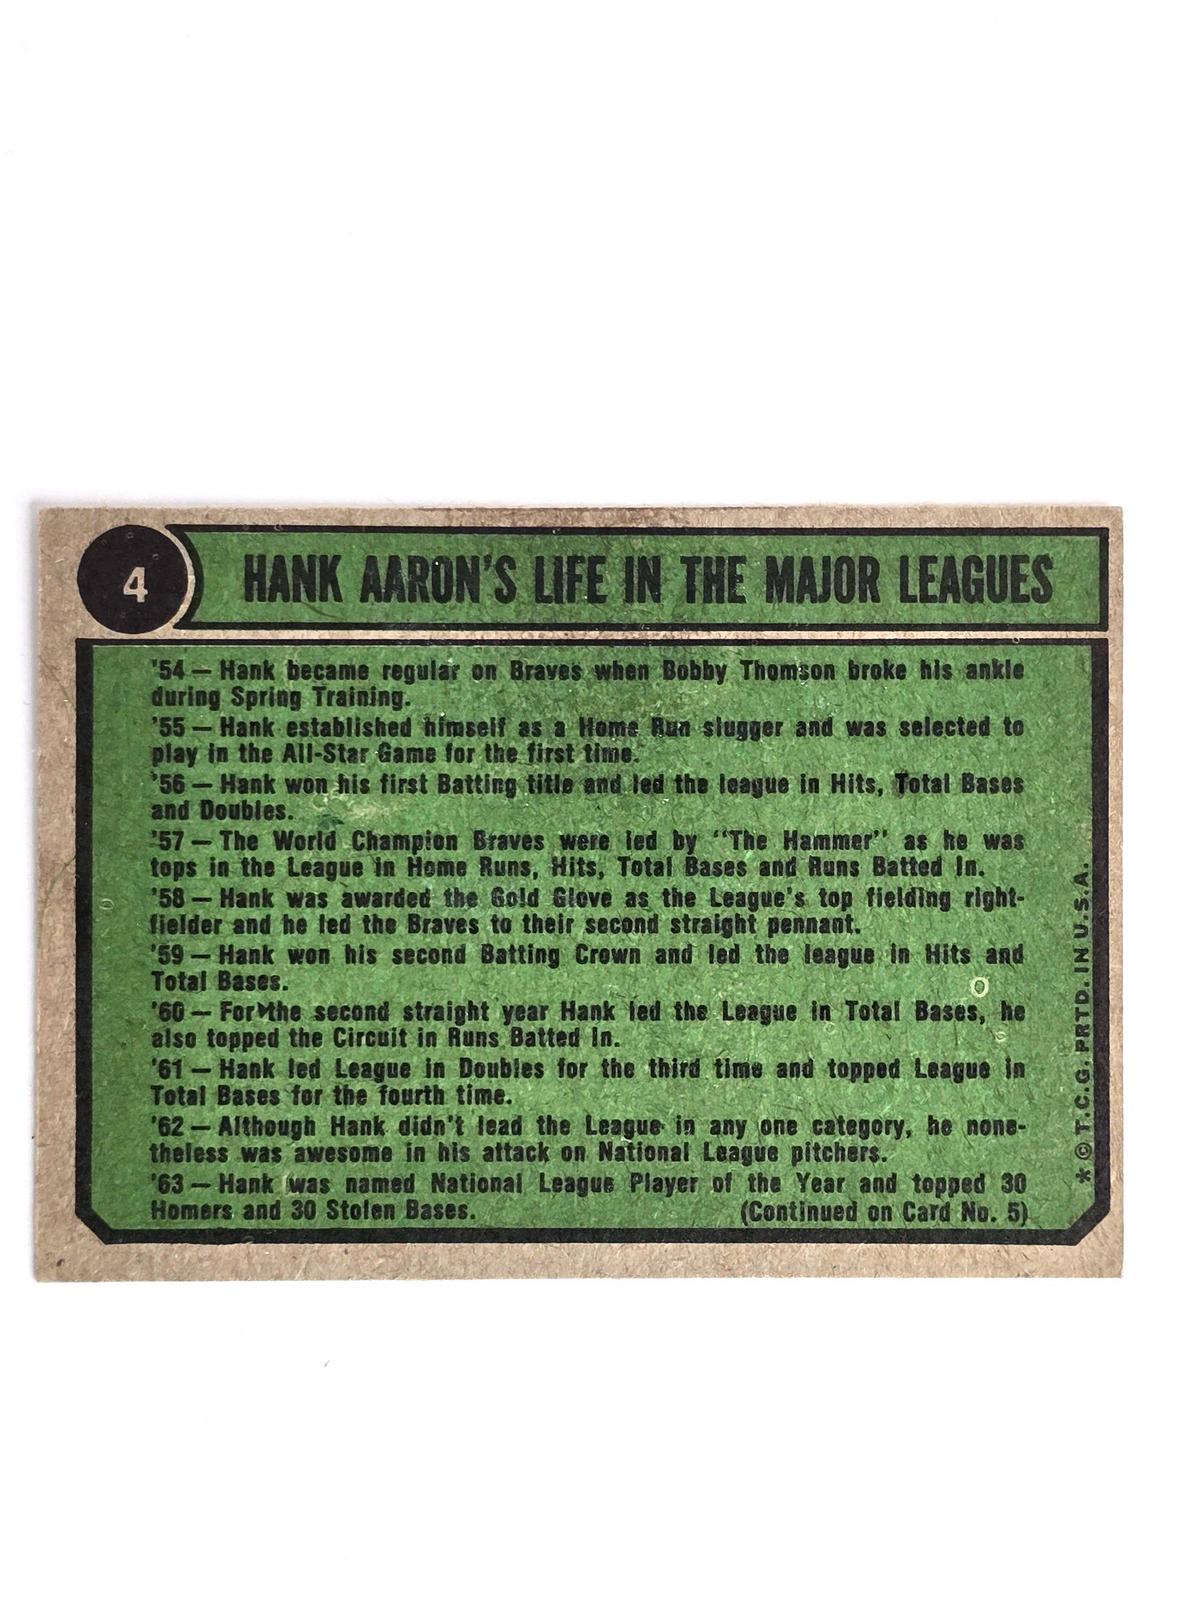 4
HANK AARON'S LIFE IN THE MAJOR LEAGUES
'54 — Hank became regular on Braves when Bobby Thomson broke his ankle
during Spring Training.
'55 — Hank established himself as a Home Run slugger and was selected to
play in the All-Star Game for the first time.
'56 — Hank won his first Batting title and led the league in Hits, Total Bases
and Doubles.
'57 — The World Champion Braves were led by "The Hammer" as he was
tops in the League in Home Runs, Hits, Total Bases and Runs Batted In.
'58 — Hank was awarded the Gold Glove as the League's top fielding right-
fielder and he led the Braves to their second straight pennant.
'59 — Hank won his second Batting Crown and led the league in Hits and
Total Bases.
'60 — For the second straight year Hank led the League in Total Bases, he
also topped the Circuit in Runs Batted In.
'61 — Hank led League in Doubles for the third time and topped League in
Total Bases for the fourth time.
'62 — Although Hank didn't lead the League in any one category, he none-
theless was awesome in his attack on National League pitchers.
'63 — Hank was named National League Player of the Year and topped 30
Homers and 30 Stolen Bases. (Continued on Card No. 5)
* © T.C.G. PRTD. IN U.S.A.